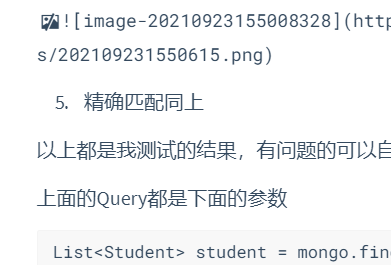 ![image-20210923155008328](http
s/202109231550615.png)
5. 精确匹配同上
以上都是我测试的结果，有问题的可以自
上面的Query都是下面的参数
List<Student> student = mongo.fin